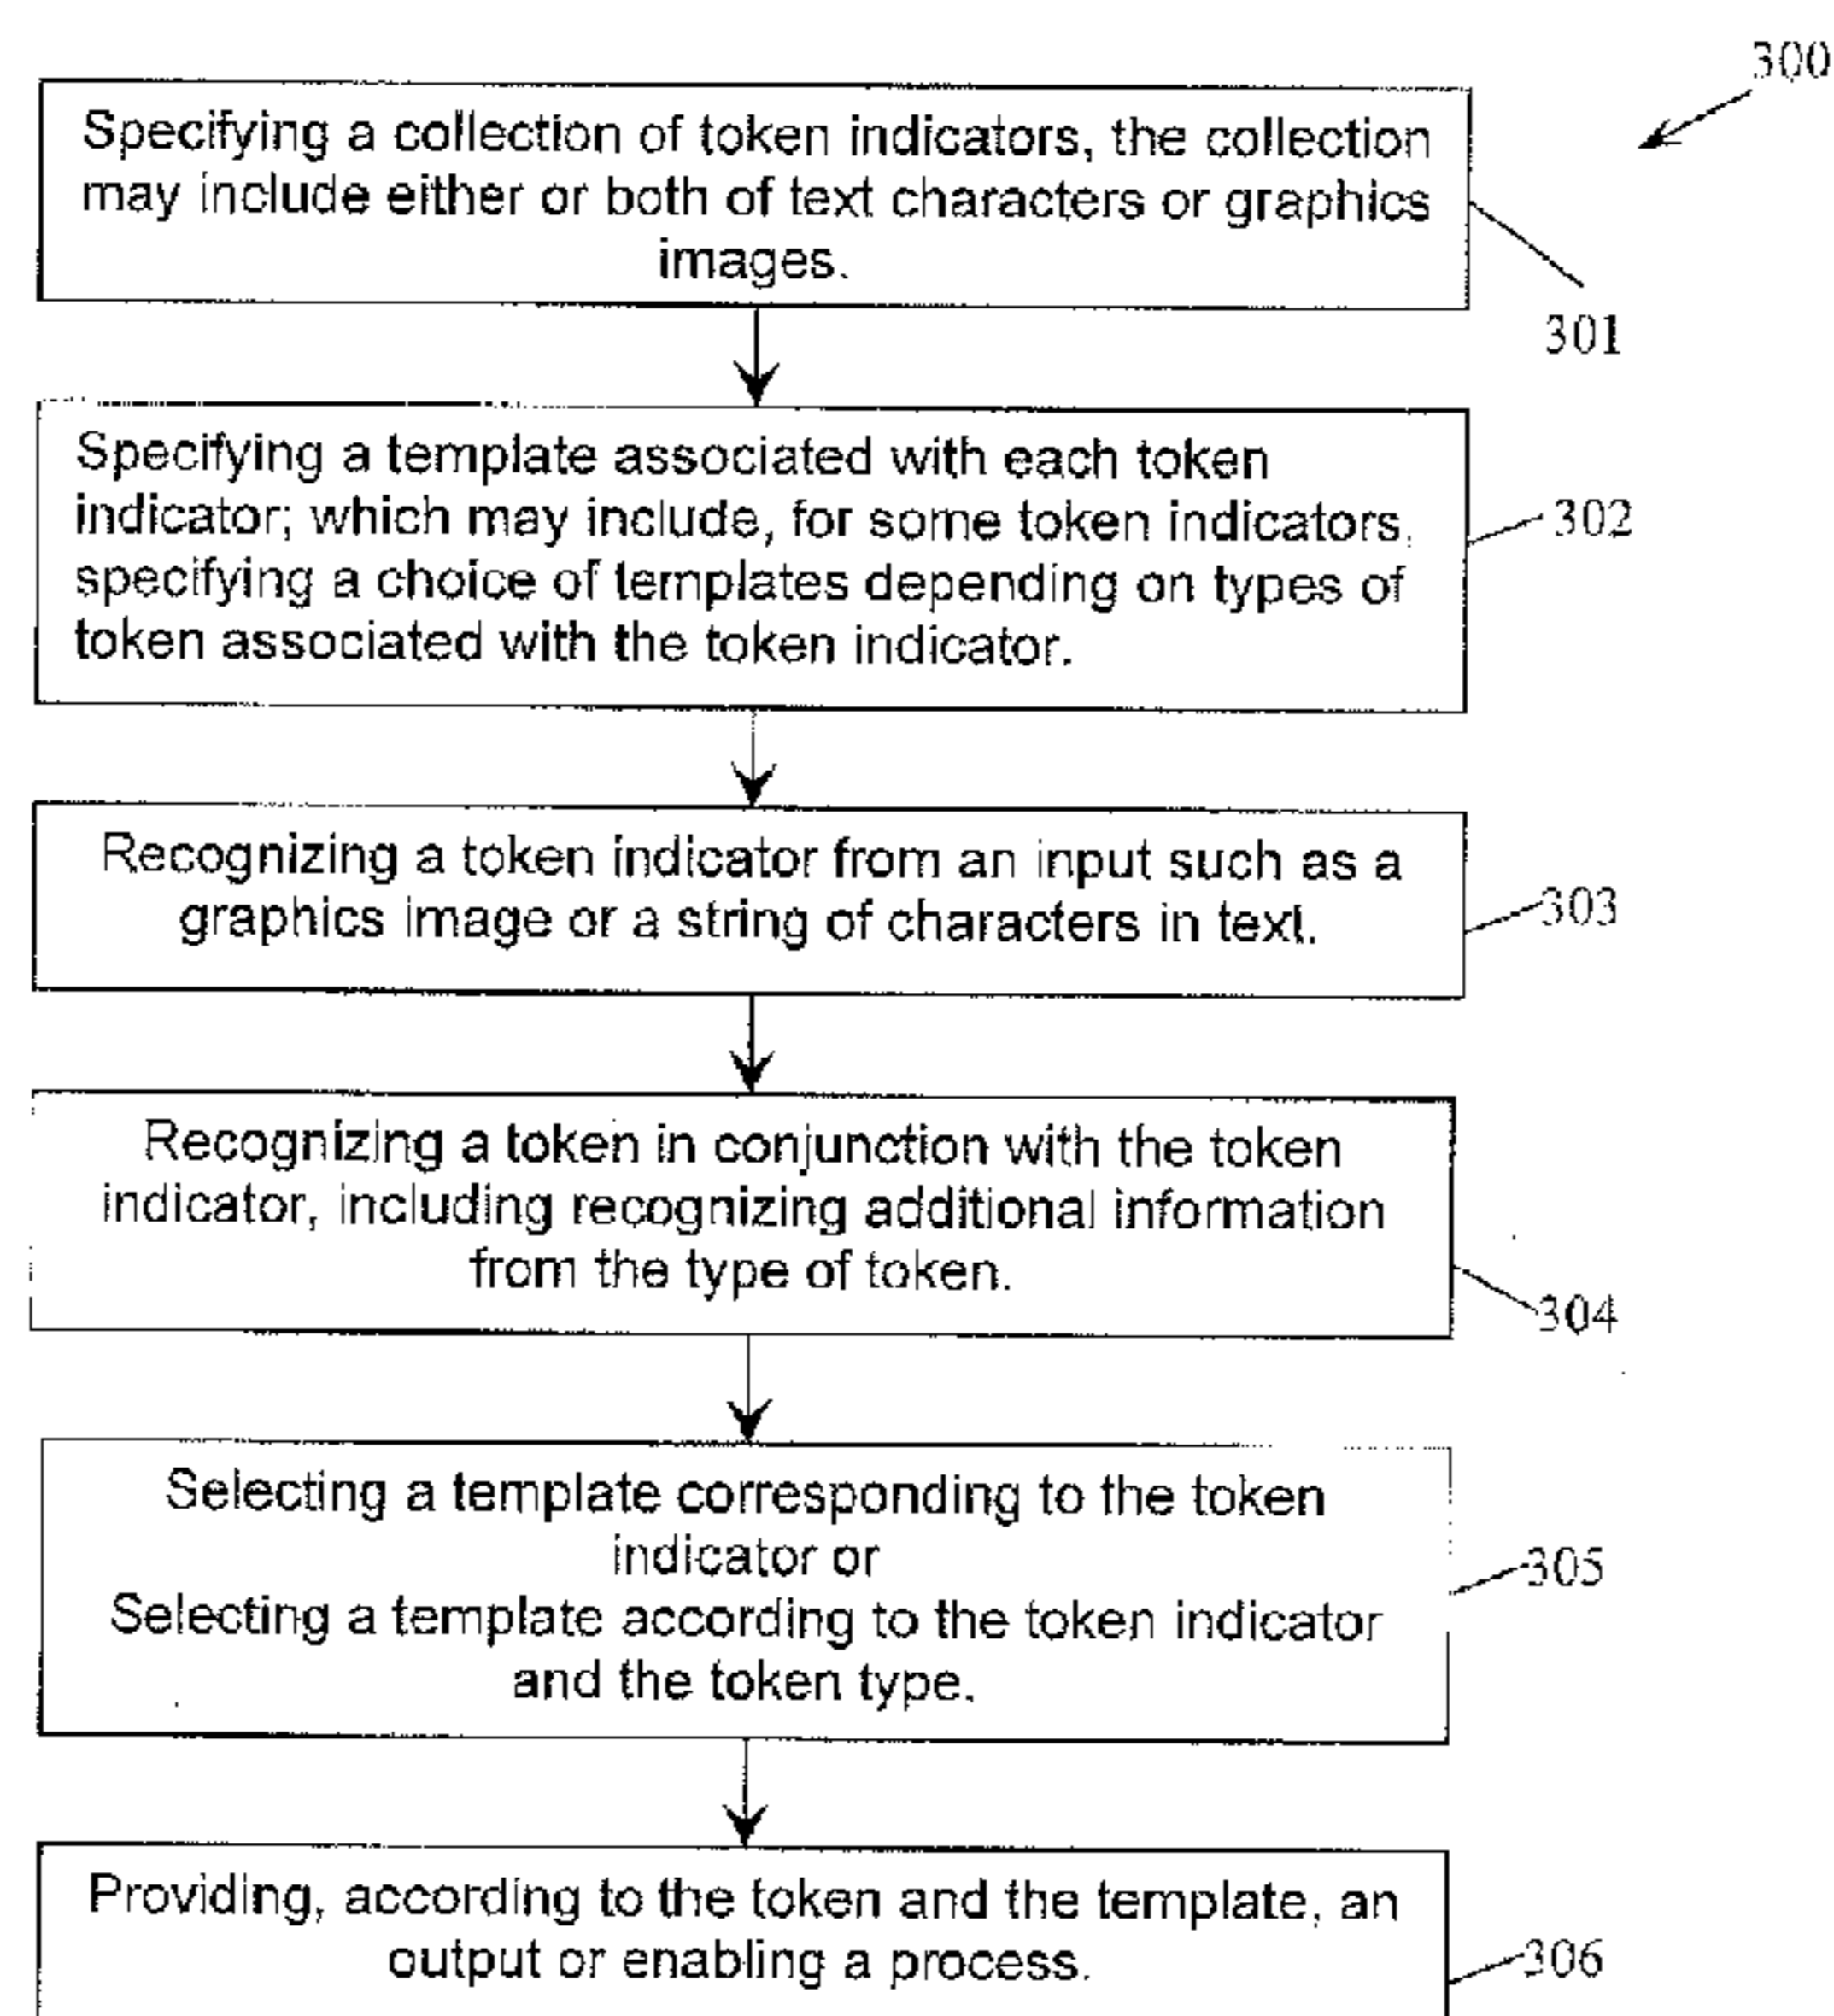 300
Specifying a collection of token indicators, the collection
may include either or both of text characters or graphics
images.
301
Specifying a template associated with each token
indicator; which may include, for some token indicators,
specifying a choice of templates depending on types of
token associated with the token indicator.
302
Recognizing a token indicator from an input such as a
graphics image or a string of characters in text.
303
Recognizing a token in conjunction with the token
indicator, including recognizing additional information
from the type of token.
304
Selecting a template corresponding to the token
indicator or
Selecting a template according to the token indicator
and the token type.
305
Providing, according to the token and the template, an
output or enabling a process.
306